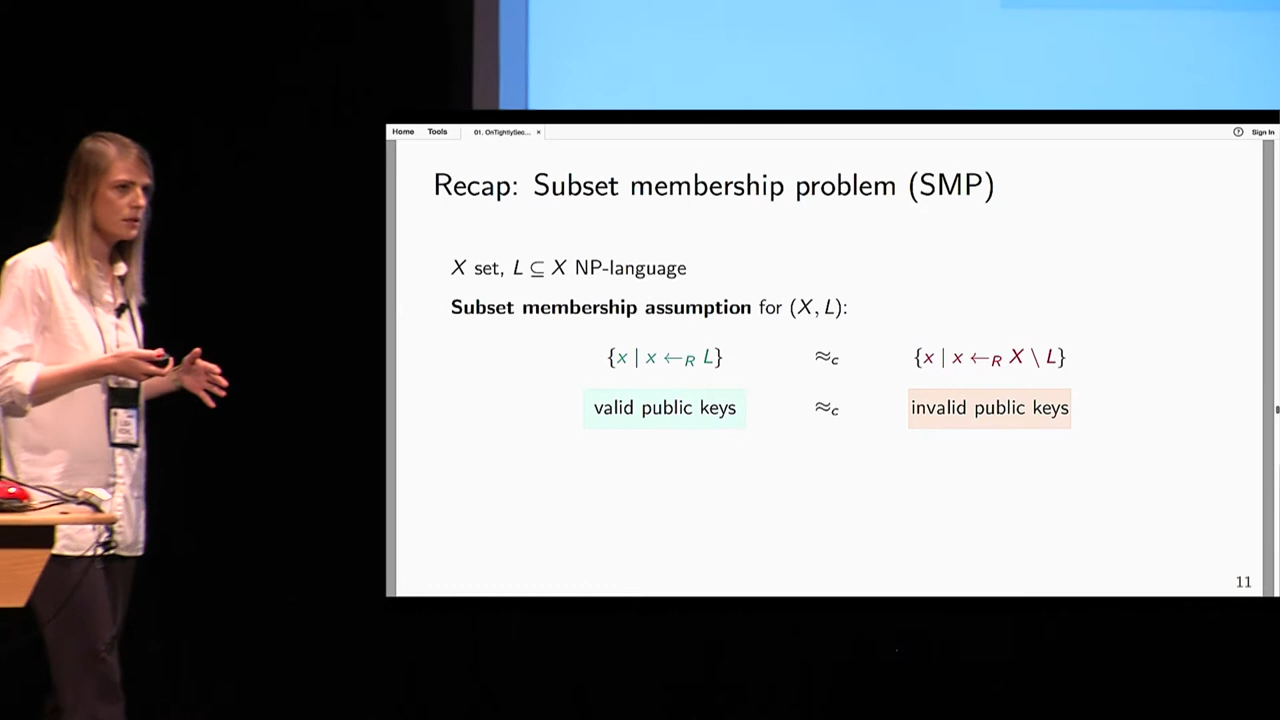 Home Tools 01. OnTightlySec... × ? Sign In
Recap: Subset membership problem (SMP)
X set, L ⊆ X NP-language
Subset membership assumption for (X, L):
{x | x ←R L} ≈c {x | x ←R X \ L}
valid public keys ≈c invalid public keys
11